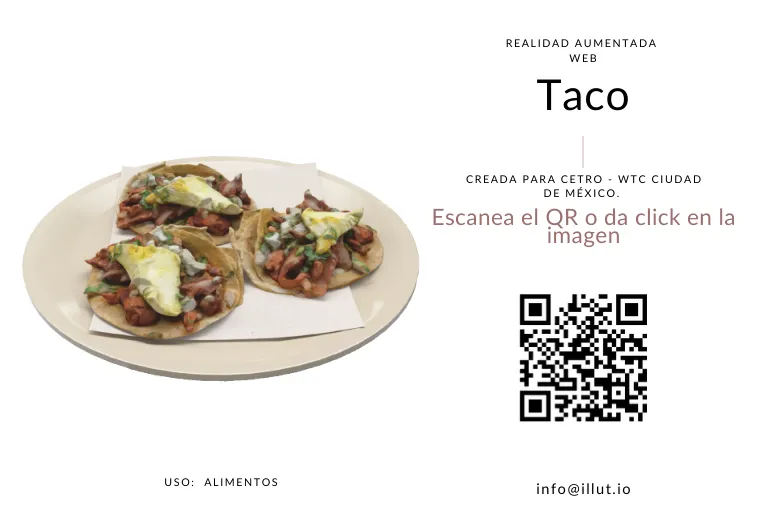 REALIDAD AUMENTADA
WEB
Taco
CREADA PARA CETRO - WTC CIUDAD
DE MÉXICO.
Escanea el QR o da click en la
imagen
USO: ALIMENTOS
info@illut.io